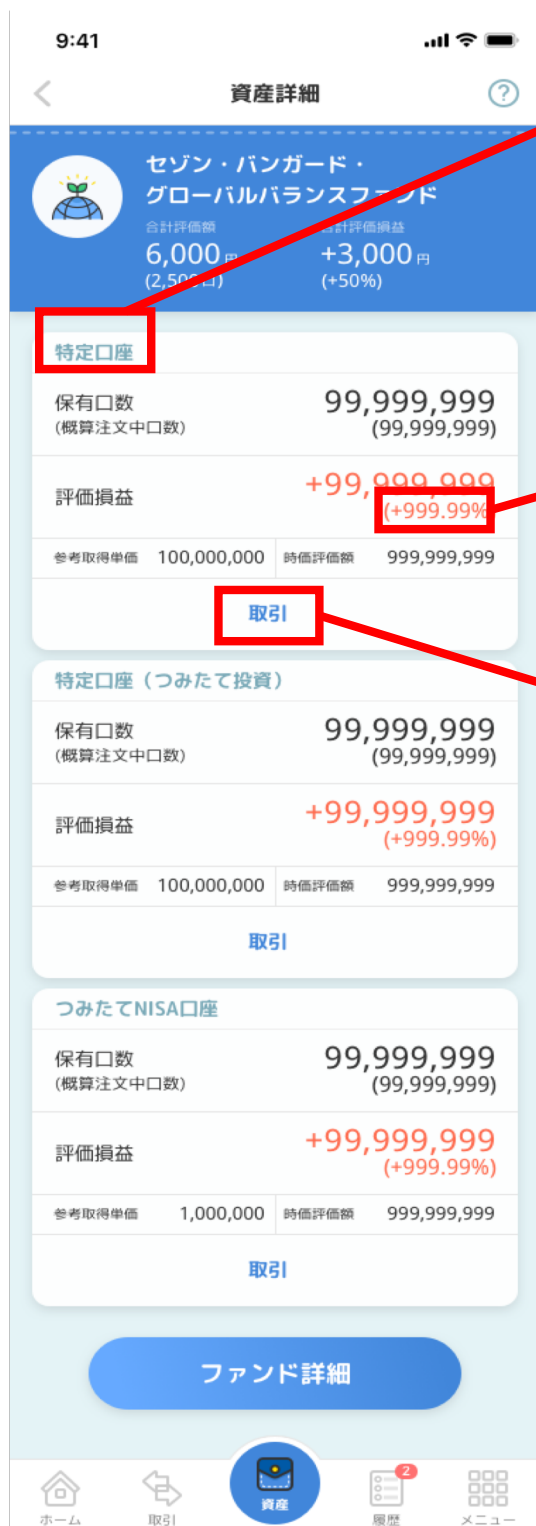 9:41
資産詳細
?
セゾン・バンガード・
グローバルバランスファンド
合計評価額
合計評価損益
6,000円
+3,000円
(2,500口)
(+50%)
特定口座
保有口数
99,999,999
(概算注文中口数)
(99,999,999)
評価損益
+99,999,999
(+999.99%
参考取得単価 100,000,000 時価評価額 999,999,999
取引
特定口座（つみたて投資）
保有口数
99,999,999
(概算注文中口数)
(99,999,999)
評価損益
+99,999,999
(+999.99%)
参考取得単価 100,000,000 時価評価額 999,999,999
取引
つみたてNISA口座
保有口数
99,999,999
(概算注文中口数)
(99,999,999)
評価損益
+99,999,999
(+999.99%)
参考取得単価 1,000,000 時価評価額 999,999,999
取引
ファンド詳細
2
ホーム 取引 資産 履歴 メニュー